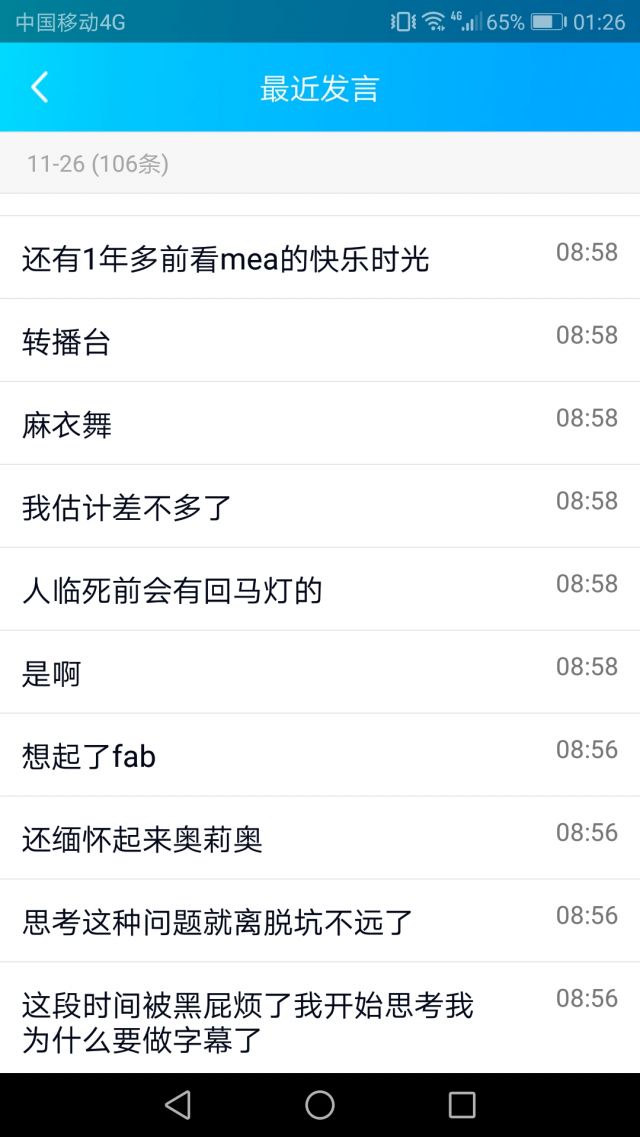 中国移动4G 4G 65% 01:26
最近发言
11-26 (106条)
还有1年多前看mea的快乐时光 08:58
转播台 08:58
麻衣舞 08:58
我估计差不多了 08:58
人临死前会有回马灯的 08:58
是啊 08:58
想起了fab 08:56
还缅怀起来奥莉奥 08:56
思考这种问题就离脱坑不远了 08:56
这段时间被黑屁烦了我开始思考我 08:56
为什么要做字幕了